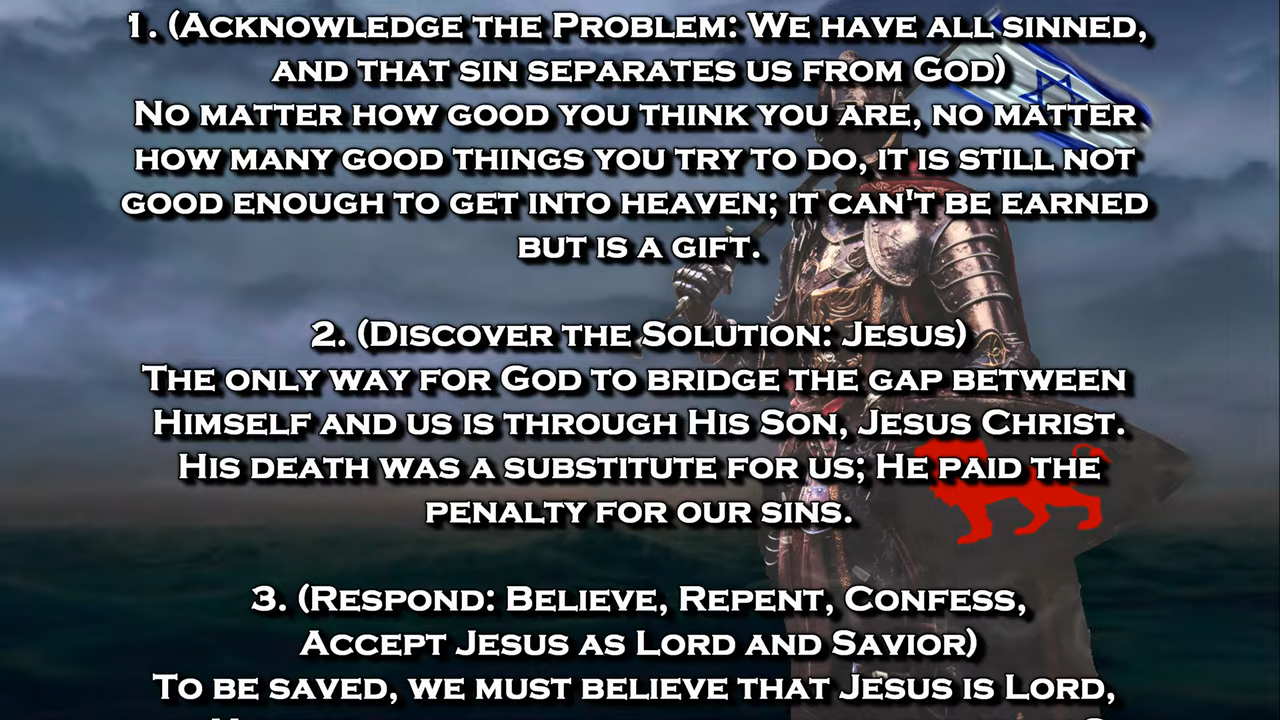 1. (Acknowledge the Problem: We have all sinned,
and that sin separates us from God)
No matter how good you think you are, no matter
how many good things you try to do, it is still not
good enough to get into heaven; it can't be earned
but is a gift.
2. (Discover the Solution: Jesus)
The only way for God to bridge the gap between
Himself and us is through His Son, Jesus Christ.
His death was a substitute for us; He paid the
penalty for our sins.
3. (Respond: Believe, Repent, Confess,
Accept Jesus as Lord and Savior)
To be saved, we must believe that Jesus is Lord,